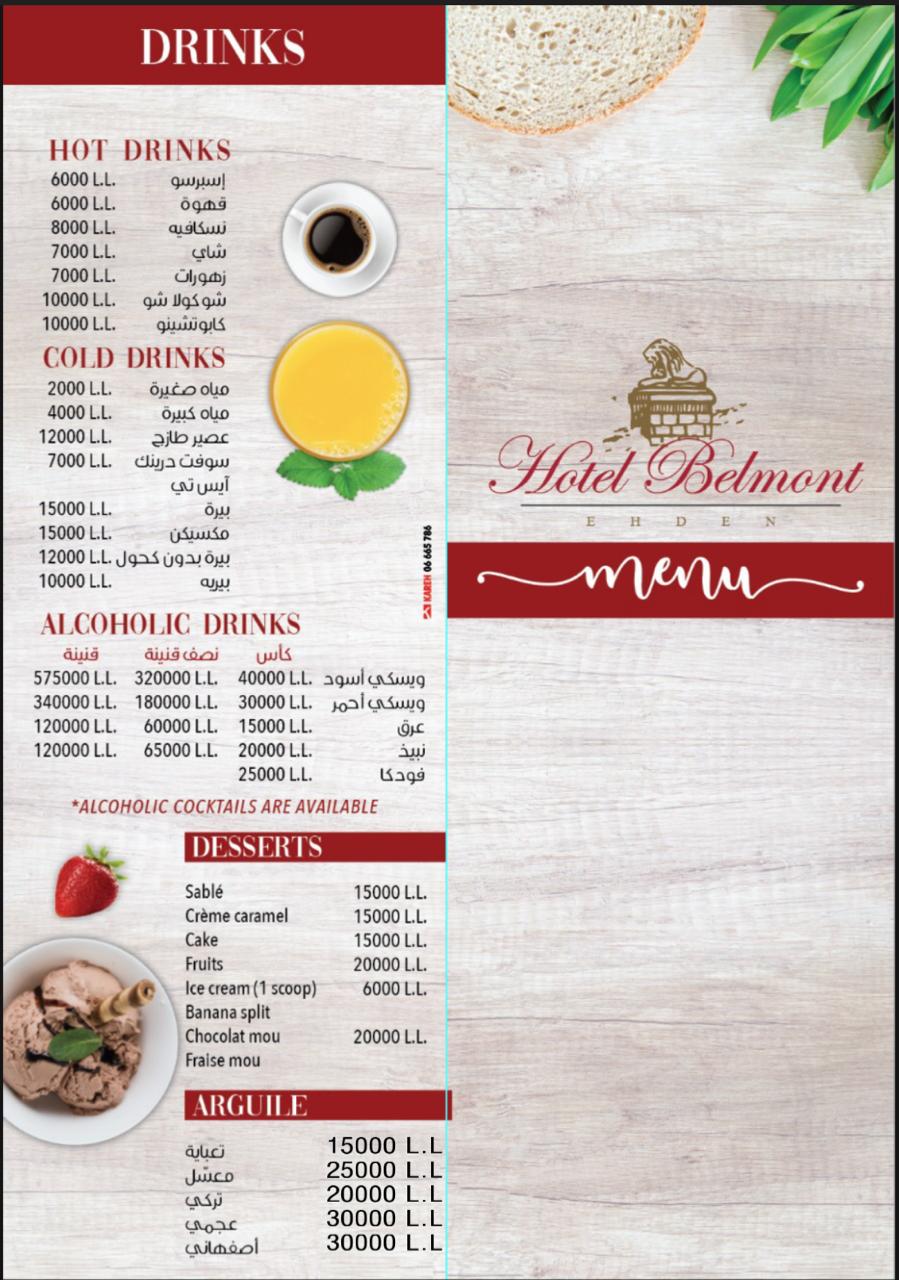 DRINKS
HOT DRINKS
إسبرسو 6000 L.L.
قهوة 6000 L.L.
نسكافيه 8000 L.L.
شاي 7000 L.L.
زهورات 7000 L.L.
شوكولا شو 10000 L.L.
كابوتشينو 10000 L.L.
COLD DRINKS
مياه صغيرة 2000 L.L.
مياه كبيرة 4000 L.L.
عصير طازج 12000 L.L.
سوفت درينك 7000 L.L.
آيس تي
بيرة 15000 L.L.
مكسيكن 15000 L.L.
بيرة بدون كحول 12000 L.L.
بيريه 10000 L.L.
KAREH 06 665 786
ALCOHOLIC DRINKS
كأس نصف قنينة قنينة
ويسكي أسود 40000 L.L. 320000 L.L. 575000 L.L.
ويسكي أحمر 30000 L.L. 180000 L.L. 340000 L.L.
عرق 15000 L.L. 60000 L.L. 120000 L.L.
نبيذ 20000 L.L. 65000 L.L. 120000 L.L.
فودكا 25000 L.L.
*ALCOHOLIC COCKTAILS ARE AVAILABLE
DESSERTS
Sablé 15000 L.L.
Crème caramel 15000 L.L.
Cake 15000 L.L.
Fruits 20000 L.L.
Ice cream (1 scoop) 6000 L.L.
Banana split
Chocolat mou 20000 L.L.
Fraise mou
ARGUILE
تعباية 15000 L.L
معسّل 25000 L.L
تركي 20000 L.L
عجمي 30000 L.L
أصفهاني 30000 L.L
Hotel Belmont
EHDEN
menu